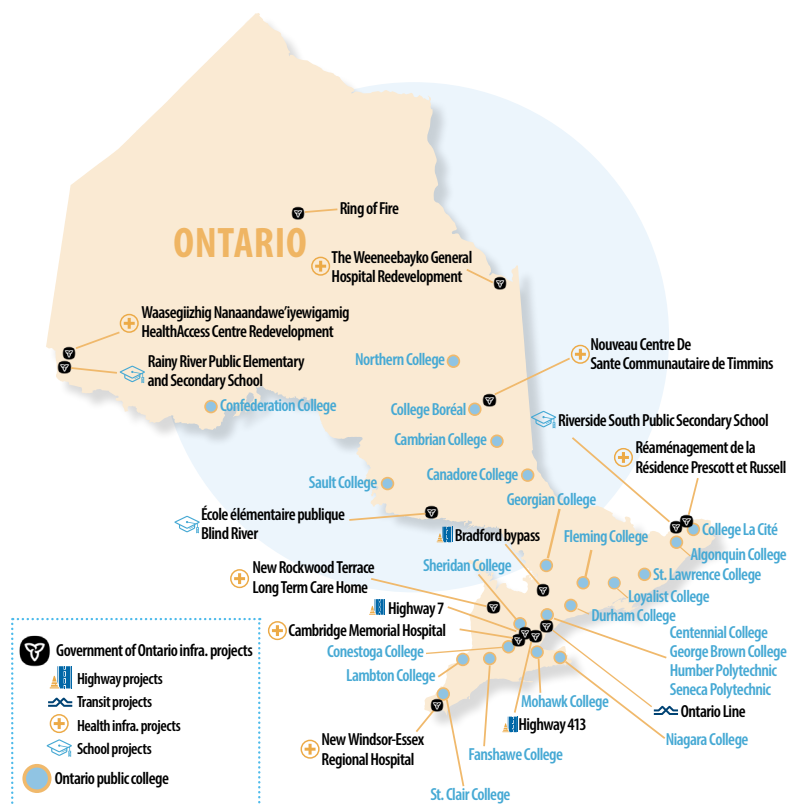 Ring of Fire
ONTARIO
The Weeneebayko General
Hospital Redevelopment
Waasegiizhig Nanaandawe'iyewigamig
HealthAccess Centre Redevelopment
Rainy River Public Elementary
and Secondary School
Northern College
Nouveau Centre De
Sante Communautaire de Timmins
Confederation College
College Boréal
Riverside South Public Secondary School
Cambrian College
Réaménagement de la
Résidence Prescott et Russell
Sault College
Canadore College
Georgian College
École élémentaire publique
Blind River
Bradford bypass
Fleming College
College La Cité
Algonquin College
New Rockwood Terrace
Long Term Care Home
Sheridan College
St. Lawrence College
Loyalist College
Highway 7
Durham College
Cambridge Memorial Hospital
Centennial College
George Brown College
Humber Polytechnic
Seneca Polytechnic
Conestoga College
Lambton College
Mohawk College
Ontario Line
Highway 413
Niagara College
New Windsor-Essex
Regional Hospital
Fanshawe College
St. Clair College
Government of Ontario infra. projects
Highway projects
Transit projects
Health infra. projects
School projects
Ontario public college